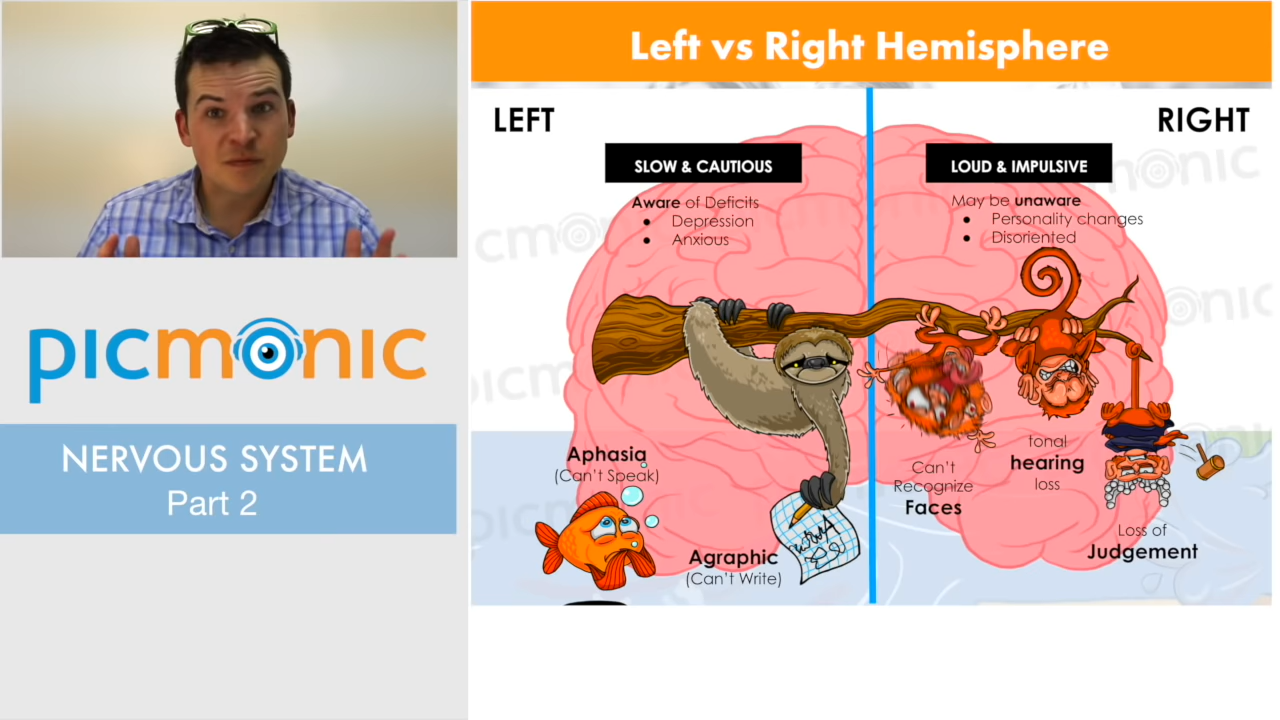 picmonic
NERVOUS SYSTEM
Part 2
Left vs Right Hemisphere
LEFT
RIGHT
SLOW & CAUTIOUS
Aware of Deficits
• Depression
• Anxious
LOUD & IMPULSIVE
May be unaware
• Personality changes
• Disoriented
Aphasia
(Can't Speak)
Agraphic
(Can't Write)
Can't
Recognize
Faces
tonal
hearing
loss
Loss of
Judgement